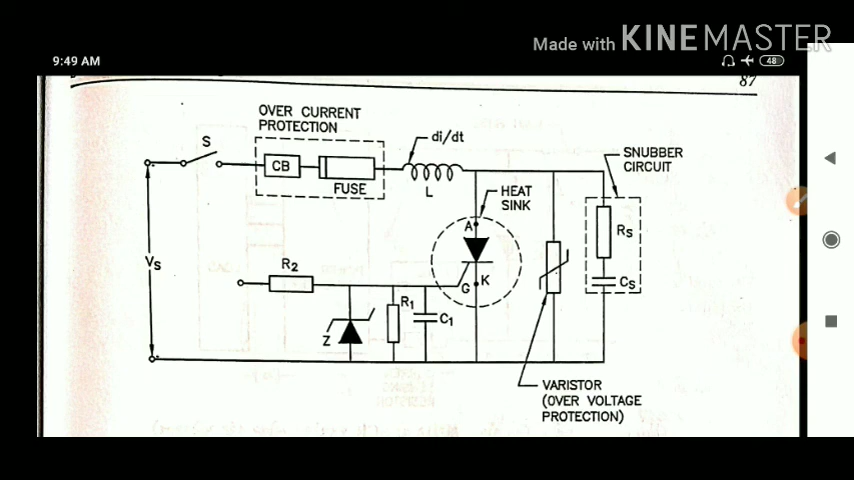 Made with KINEMASTER
9:49 AM
48
87
OVER CURRENT
PROTECTION
S
CB
FUSE
di/dt
L
SNUBBER
CIRCUIT
HEAT
SINK
A
K
G
Rs
Cs
Vs
R2
R1
C1
Z
VARISTOR
(OVER VOLTAGE
PROTECTION)